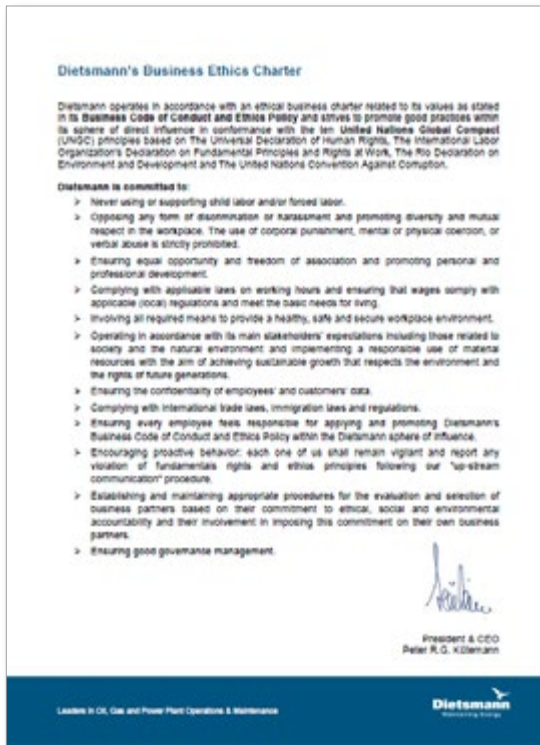 Dietsmann's Business Ethics Charter
Dietsmann operates in accordance with an ethical business charter related to its values as stated
in its Business Code of Conduct and Ethics Policy and strives to promote good practices within
its sphere of direct influence in conformance with the ten United Nations Global Compact
(UNGC) principles based on The Universal Declaration of Human Rights, The International Labor
Organization's Declaration on Fundamental Principles and Rights at Work, The Rio Declaration on
Environment and Development and The United Nations Convention Against Corruption.
Dietsmann is committed to:
➤ Never using or supporting child labor and/or forced labor.
➤ Opposing any form of discrimination or harassment and promoting diversity and mutual
respect in the workplace. The use of corporal punishment, mental or physical coercion, or
verbal abuse is strictly prohibited.
➤ Ensuring equal opportunity and freedom of association and promoting personal and
professional development.
➤ Complying with applicable laws on working hours and ensuring that wages comply with
applicable (local) regulations and meet the basic needs for living.
➤ Involving all required means to provide a healthy, safe and secure workplace environment.
➤ Operating in accordance with its main stakeholders' expectations including those related to
society and the natural environment and implementing a responsible use of material
resources with the aim of achieving sustainable growth that respects the environment and
the rights of future generations.
➤ Ensuring the confidentiality of employees' and customers' data.
➤ Complying with international trade laws, immigration laws and regulations.
➤ Ensuring every employee feels responsible for applying and promoting Dietsmann's
Business Code of Conduct and Ethics Policy within the Dietsmann sphere of influence.
➤ Encouraging proactive behavior: each one of us shall remain vigilant and report any
violation of fundamentals rights and ethics principles following our "up-stream
communication" procedure.
➤ Establishing and maintaining appropriate procedures for the evaluation and selection of
business partners based on their commitment to ethical, social and environmental
accountability and their involvement in imposing this commitment on their own business
partners.
➤ Ensuring good governance management.
President & CEO
Peter R.G. Kütemann
Leaders in Oil, Gas and Power Plant Operations & Maintenance
Dietsmann
Maintaining Energy